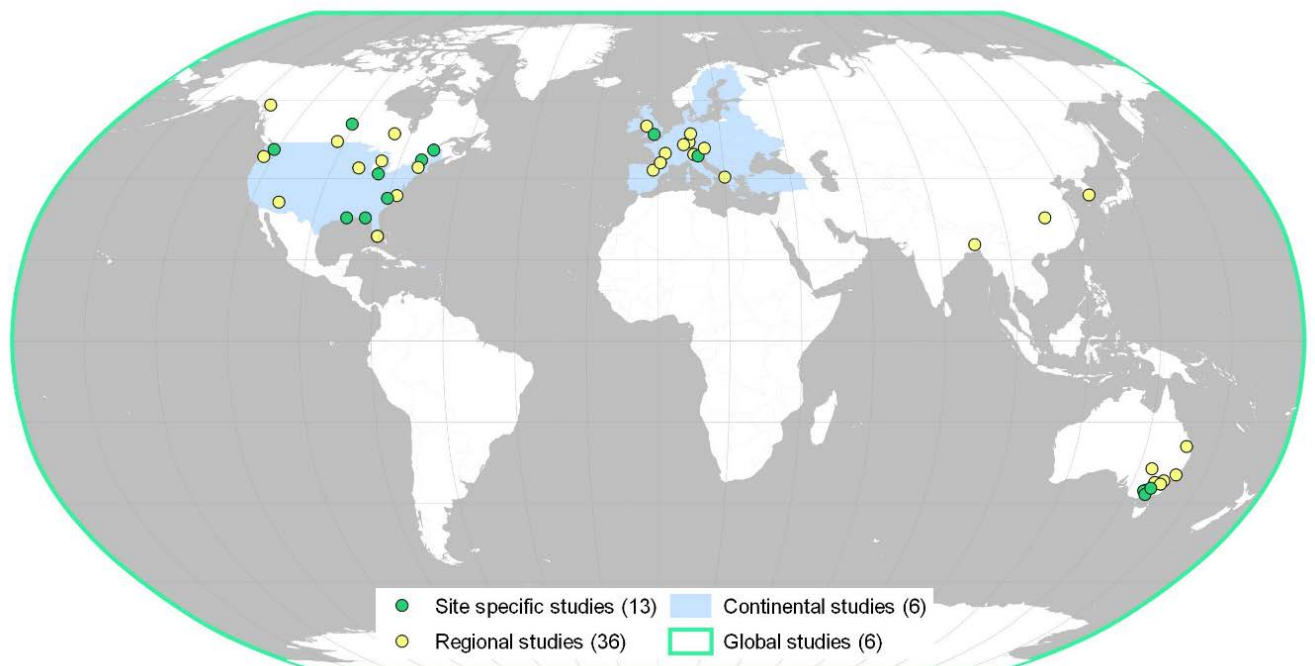 Site specific studies (13)
Continental studies (6)
Regional studies (36)
Global studies (6)